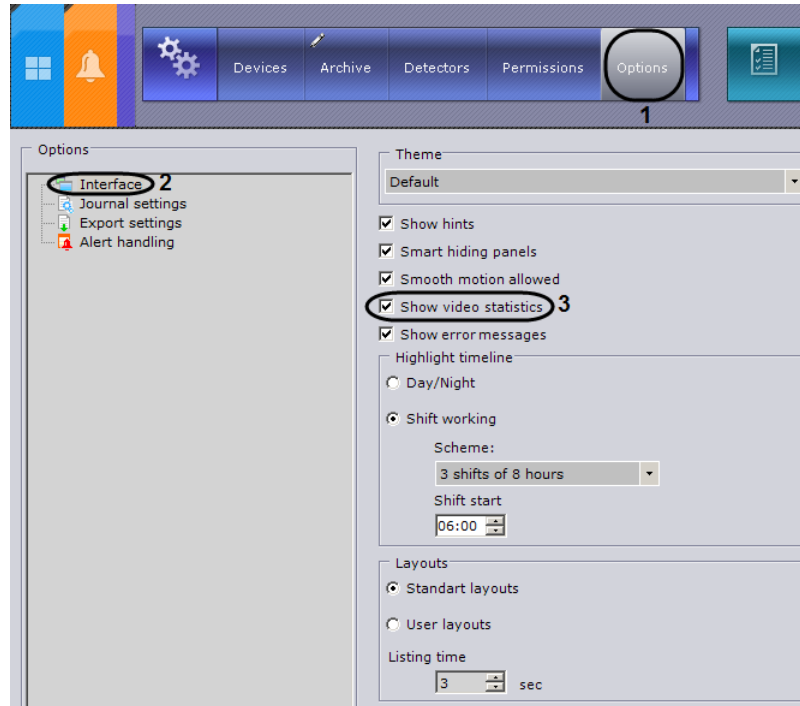 Devices Archive Detectors Permissions Options
1
Options
Interface 2
Journal settings
Export settings
Alert handling
Theme
Default
Show hints
Smart hiding panels
Smooth motion allowed
Show video statistics 3
Show error messages
Highlight timeline
Day/Night
Shift working
Scheme:
3 shifts of 8 hours
Shift start
06:00
Layouts
Standart layouts
User layouts
Listing time
3 sec